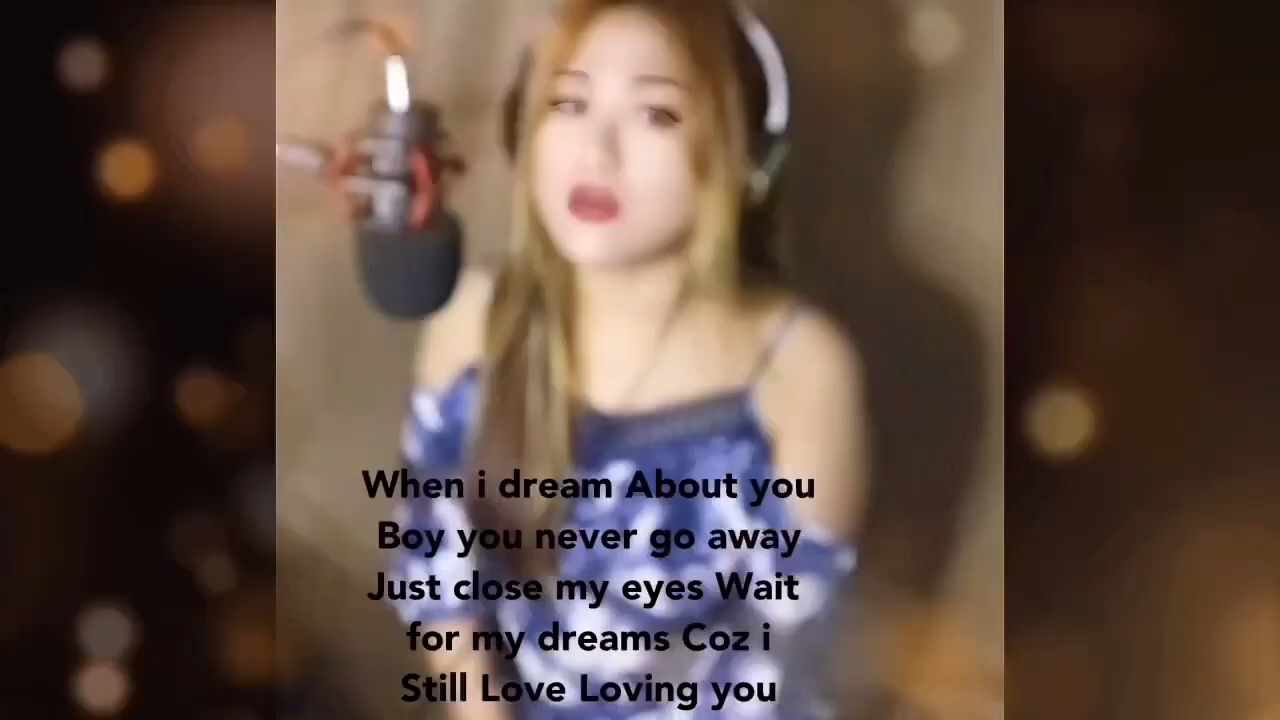 When i dream About you
Boy you never go away
Just close my eyes Wait
for my dreams Coz i
Still Love Loving you